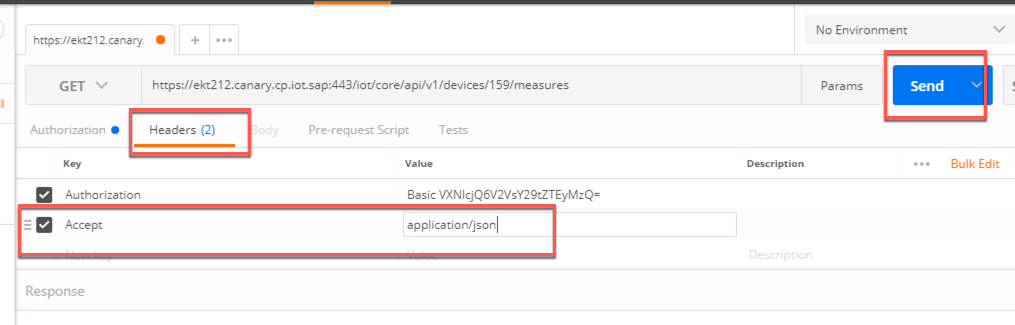 https://ekt212.canary. + •••
No Environment
GET https://ekt212.canary.cp.iot.sap:443/iot/core/api/v1/devices/159/measures Params Send
Authorization Headers (2) Body Pre-request Script Tests
Key Value Description ••• Bulk Edit
Authorization Basic VXNlcjQ6V2VsY29tZTEyMzQ=
Accept application/json
New key Value Description
Response